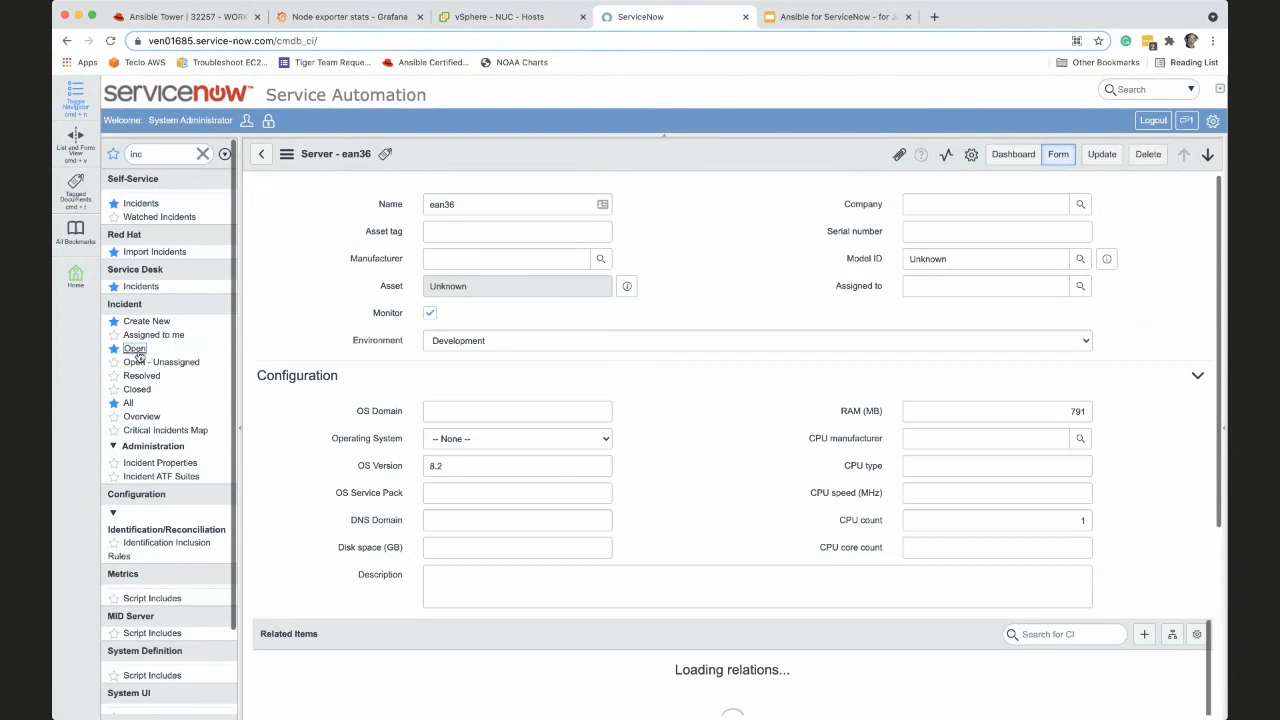 Ansible Tower | 32257 - WORK
Node exporter stats - Grafana
vSphere - NUC - Hosts
ServiceNow
Ansible for ServiceNow - for J
ven01685.service-now.com/cmdb_ci/
Apps
Teclo AWS
Troubleshoot EC2...
Tiger Team Reque...
Ansible Certified...
NOAA Charts
Other Bookmarks
Reading List
Toggle Navigator
cmd + n
List and Form View
cmd + v
Tagged Documents
cmd + t
All Bookmarks
Home
servicenow™ Service Automation
Search
Welcome: System Administrator
Logout
1
inc
Self-Service
Incidents
Watched Incidents
Red Hat
Import Incidents
Service Desk
Incidents
Incident
Create New
Assigned to me
Open
Open - Unassigned
Resolved
Closed
All
Overview
Critical Incidents Map
Administration
Incident Properties
Incident ATF Suites
Configuration
Identification/Reconciliation
Identification Inclusion
Rules
Metrics
Script Includes
MID Server
Script Includes
System Definition
Script Includes
System UI
Server - ean36
Dashboard
Form
Update
Delete
Name ean36
Asset tag
Manufacturer
Asset Unknown
Monitor
Environment Development
Company
Serial number
Model ID Unknown
Assigned to
Configuration
OS Domain
Operating System -- None --
OS Version 8.2
OS Service Pack
DNS Domain
Disk space (GB)
Description
RAM (MB) 791
CPU manufacturer
CPU type
CPU speed (MHz)
CPU count 1
CPU core count
Related Items
Search for CI
Loading relations...